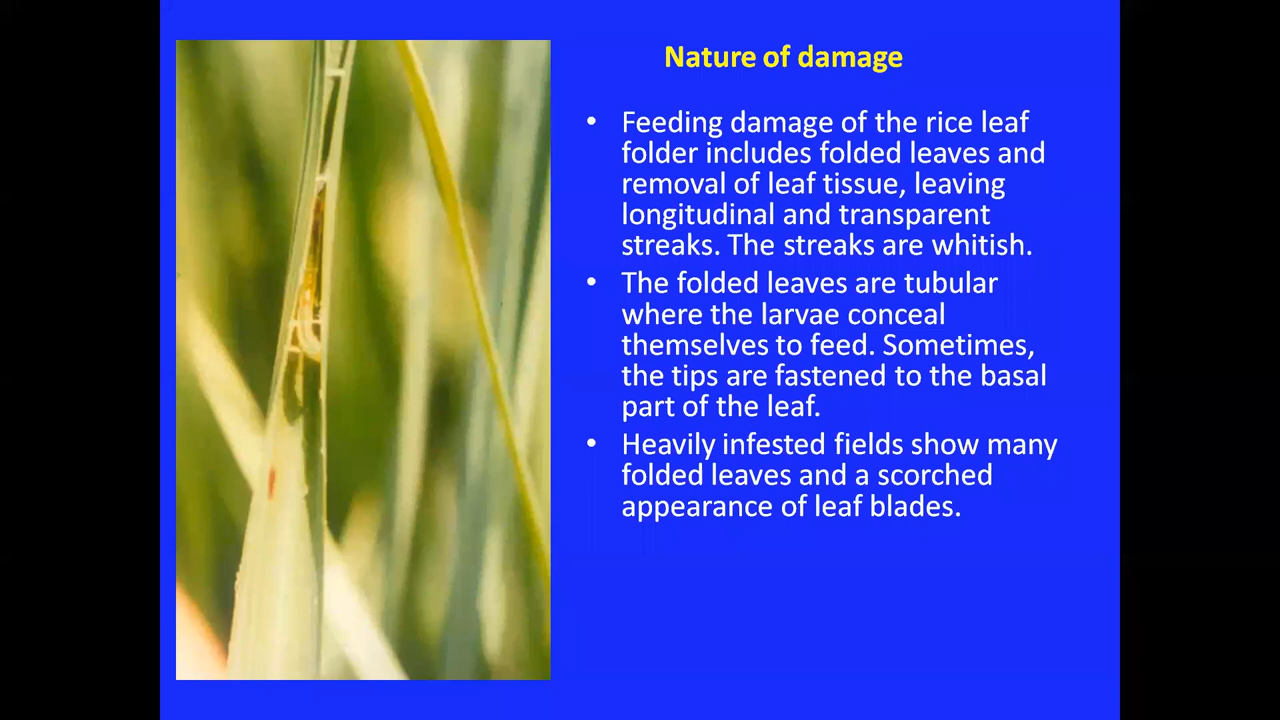 Nature of damage
• Feeding damage of the rice leaf
folder includes folded leaves and
removal of leaf tissue, leaving
longitudinal and transparent
streaks. The streaks are whitish.
• The folded leaves are tubular
where the larvae conceal
themselves to feed. Sometimes,
the tips are fastened to the basal
part of the leaf.
• Heavily infested fields show many
folded leaves and a scorched
appearance of leaf blades.